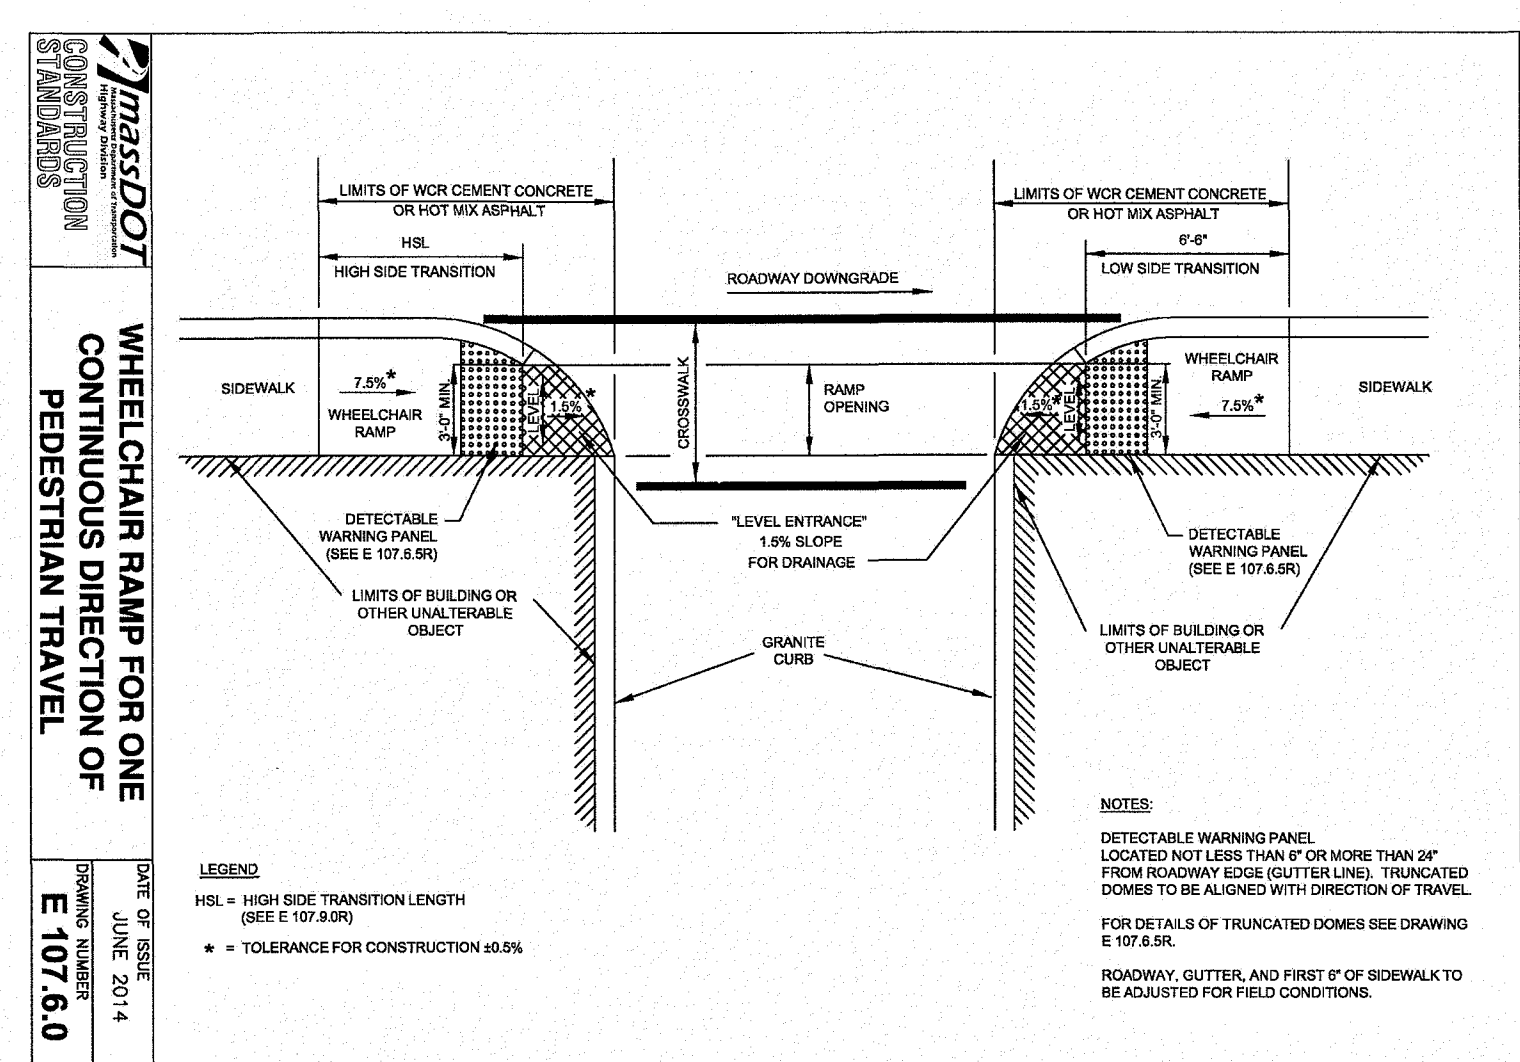 massDOT
Massachusetts Department of Transportation
Highway Division
CONSTRUCTION
STANDARDS
WHEELCHAIR RAMP FOR ONE
CONTINUOUS DIRECTION OF
PEDESTRIAN TRAVEL
DATE OF ISSUE
JUNE 2014
DRAWING NUMBER
E 107.6.0
LIMITS OF WCR CEMENT CONCRETE
OR HOT MIX ASPHALT
HSL
HIGH SIDE TRANSITION
ROADWAY DOWNGRADE
LIMITS OF WCR CEMENT CONCRETE
OR HOT MIX ASPHALT
6'-6"
LOW SIDE TRANSITION
SIDEWALK
7.5%*
WHEELCHAIR
RAMP
3'-0" MIN.
LEVEL
1.5%
*
CROSSWALK
RAMP
OPENING
1.5%*
LEVEL
3'-0" MIN.
WHEELCHAIR
RAMP
7.5%*
SIDEWALK
DETECTABLE
WARNING PANEL
(SEE E 107.6.5R)
"LEVEL ENTRANCE"
1.5% SLOPE
FOR DRAINAGE
DETECTABLE
WARNING PANEL
(SEE E 107.6.5R)
LIMITS OF BUILDING OR
OTHER UNALTERABLE
OBJECT
GRANITE
CURB
LIMITS OF BUILDING OR
OTHER UNALTERABLE
OBJECT
LEGEND
HSL = HIGH SIDE TRANSITION LENGTH
(SEE E 107.9.0R)
* = TOLERANCE FOR CONSTRUCTION ±0.5%
NOTES:
DETECTABLE WARNING PANEL
LOCATED NOT LESS THAN 6" OR MORE THAN 24"
FROM ROADWAY EDGE (GUTTER LINE). TRUNCATED
DOMES TO BE ALIGNED WITH DIRECTION OF TRAVEL.
FOR DETAILS OF TRUNCATED DOMES SEE DRAWING
E 107.6.5R.
ROADWAY, GUTTER, AND FIRST 6" OF SIDEWALK TO
BE ADJUSTED FOR FIELD CONDITIONS.